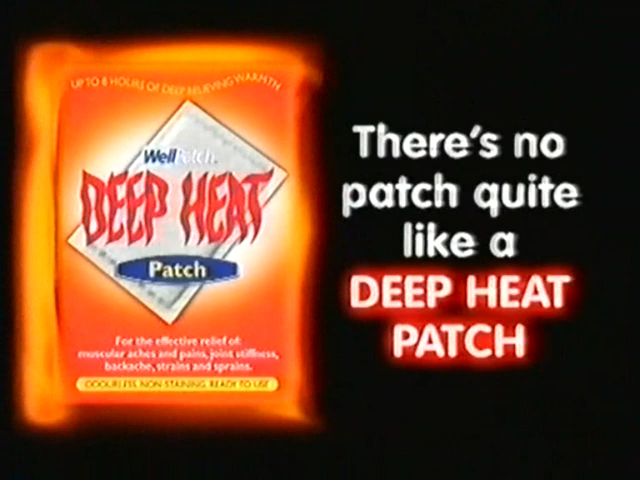 UP TO 8 HOURS OF DEEP RELIEVING WARMTH
WellPatch
DEEP HEAT
Patch
For the effective relief of:
muscular aches and pains, joint stiffness,
backache, strains and sprains.
ODOURLESS, NON-STAINING, READY TO USE
There's no
patch quite
like a
DEEP HEAT
PATCH